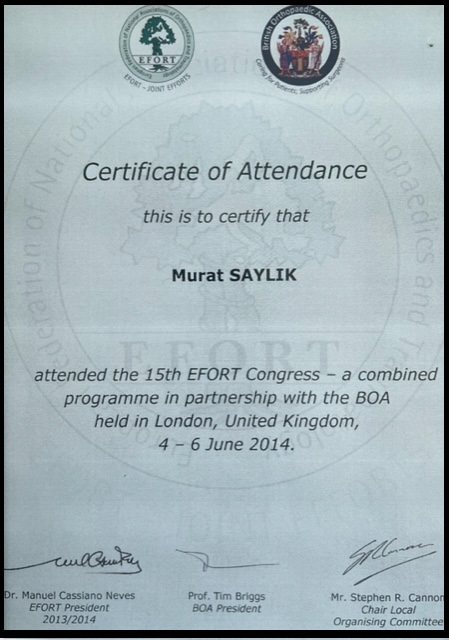 EFORT
EFORT - JOINT EFFORTS
British Orthopaedic Association
Caring for Patients; Supporting Surgeons
Certificate of Attendance
this is to certify that
Murat SAYLIK
EFORT
attended the 15th EFORT Congress – a combined
programme in partnership with the BOA
held in London, United Kingdom,
4 – 6 June 2014.
Dr. Manuel Cassiano Neves
EFORT President
2013/2014
Prof. Tim Briggs
BOA President
Mr. Stephen R. Cannon
Chair Local
Organising Committee